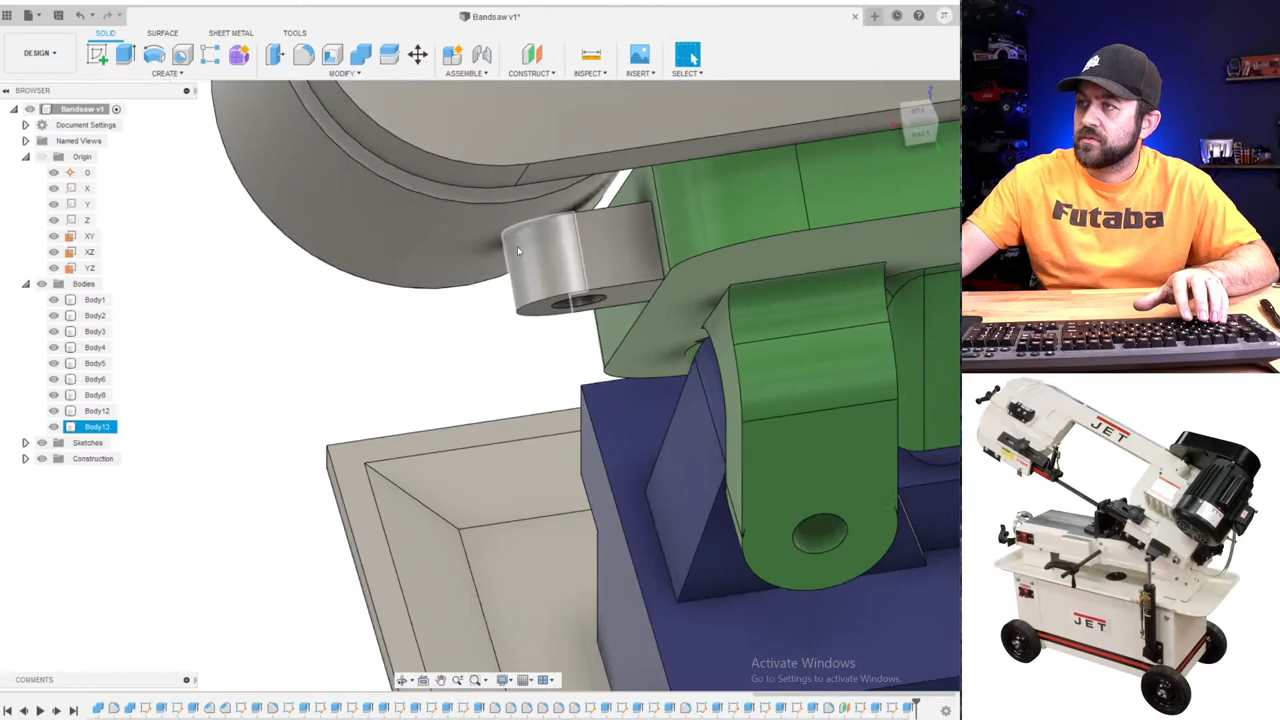 Bandsaw v1*
JT
DESIGN
SOLID
SURFACE
SHEET METAL
TOOLS
CREATE
MODIFY
ASSEMBLE
CONSTRUCT
INSPECT
INSERT
SELECT
BROWSER
Bandsaw v1
Document Settings
Named Views
Origin
O
X
Y
Z
XY
XZ
YZ
Bodies
Body1
Body2
Body3
Body4
Body5
Body6
Body8
Body12
Body13
Sketches
Construction
Z
BACK
Activate Windows
Go to Settings to activate Windows.
COMMENTS
Futaba
JET
JET